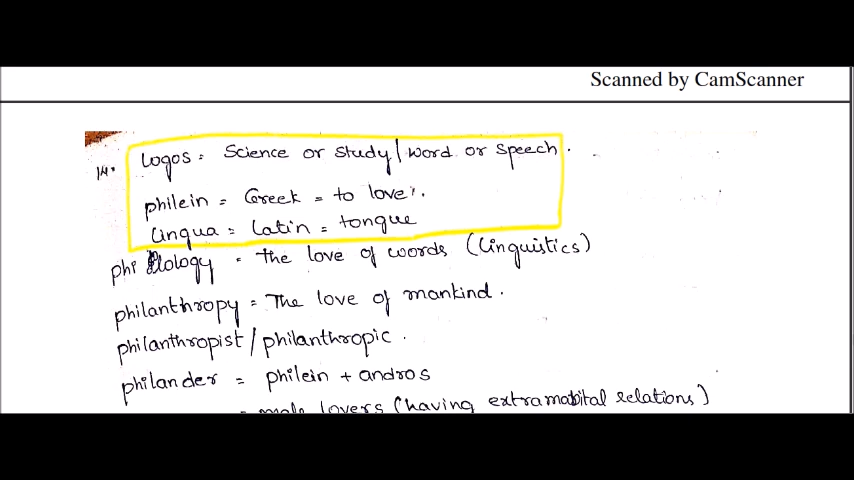 Scanned by CamScanner
14. Logos = Science or study/word or speech.
philein = Greek = to love.
Lingua = Latin = tongue
philology = The love of words (Linguistics)
philanthropy = The love of mankind.
philanthropist/philanthropic.
philander = philein + andros
= male lovers (having extramarital relations)